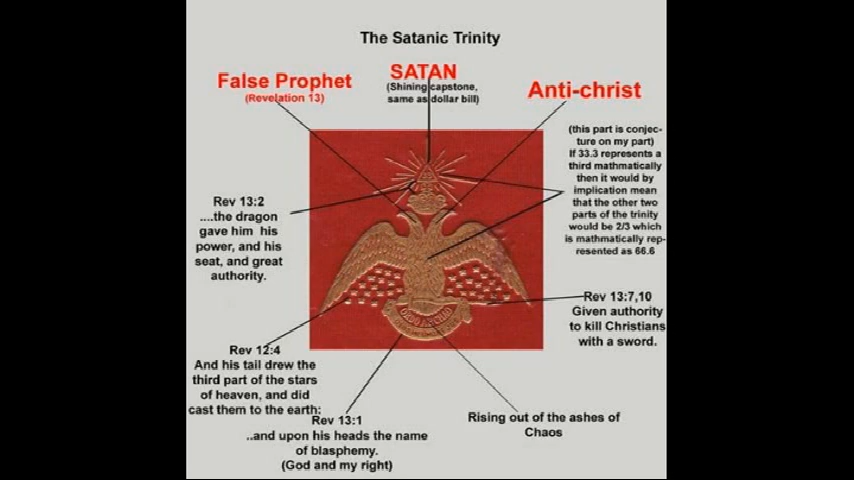 The Satanic Trinity
False Prophet
(Revelation 13)
SATAN
(Shining capstone,
same as dollar bill)
Anti-christ
(this part is conjec-
ture on my part)
If 33.3 represents a
third mathmatically
then it would by
implication mean
that the other two
parts of the trinity
would be 2/3 which
is mathmatically rep-
resented as 66.6
Rev 13:2
....the dragon
gave him his
power, and his
seat, and great
authority.
Rev 13:7,10
Given authority
to kill Christians
with a sword.
Rev 12:4
And his tail drew the
third part of the stars
of heaven, and did
cast them to the earth:
ORDO AB CHAO
Rev 13:1
..and upon his heads the name
of blasphemy.
(God and my right)
Rising out of the ashes of
Chaos